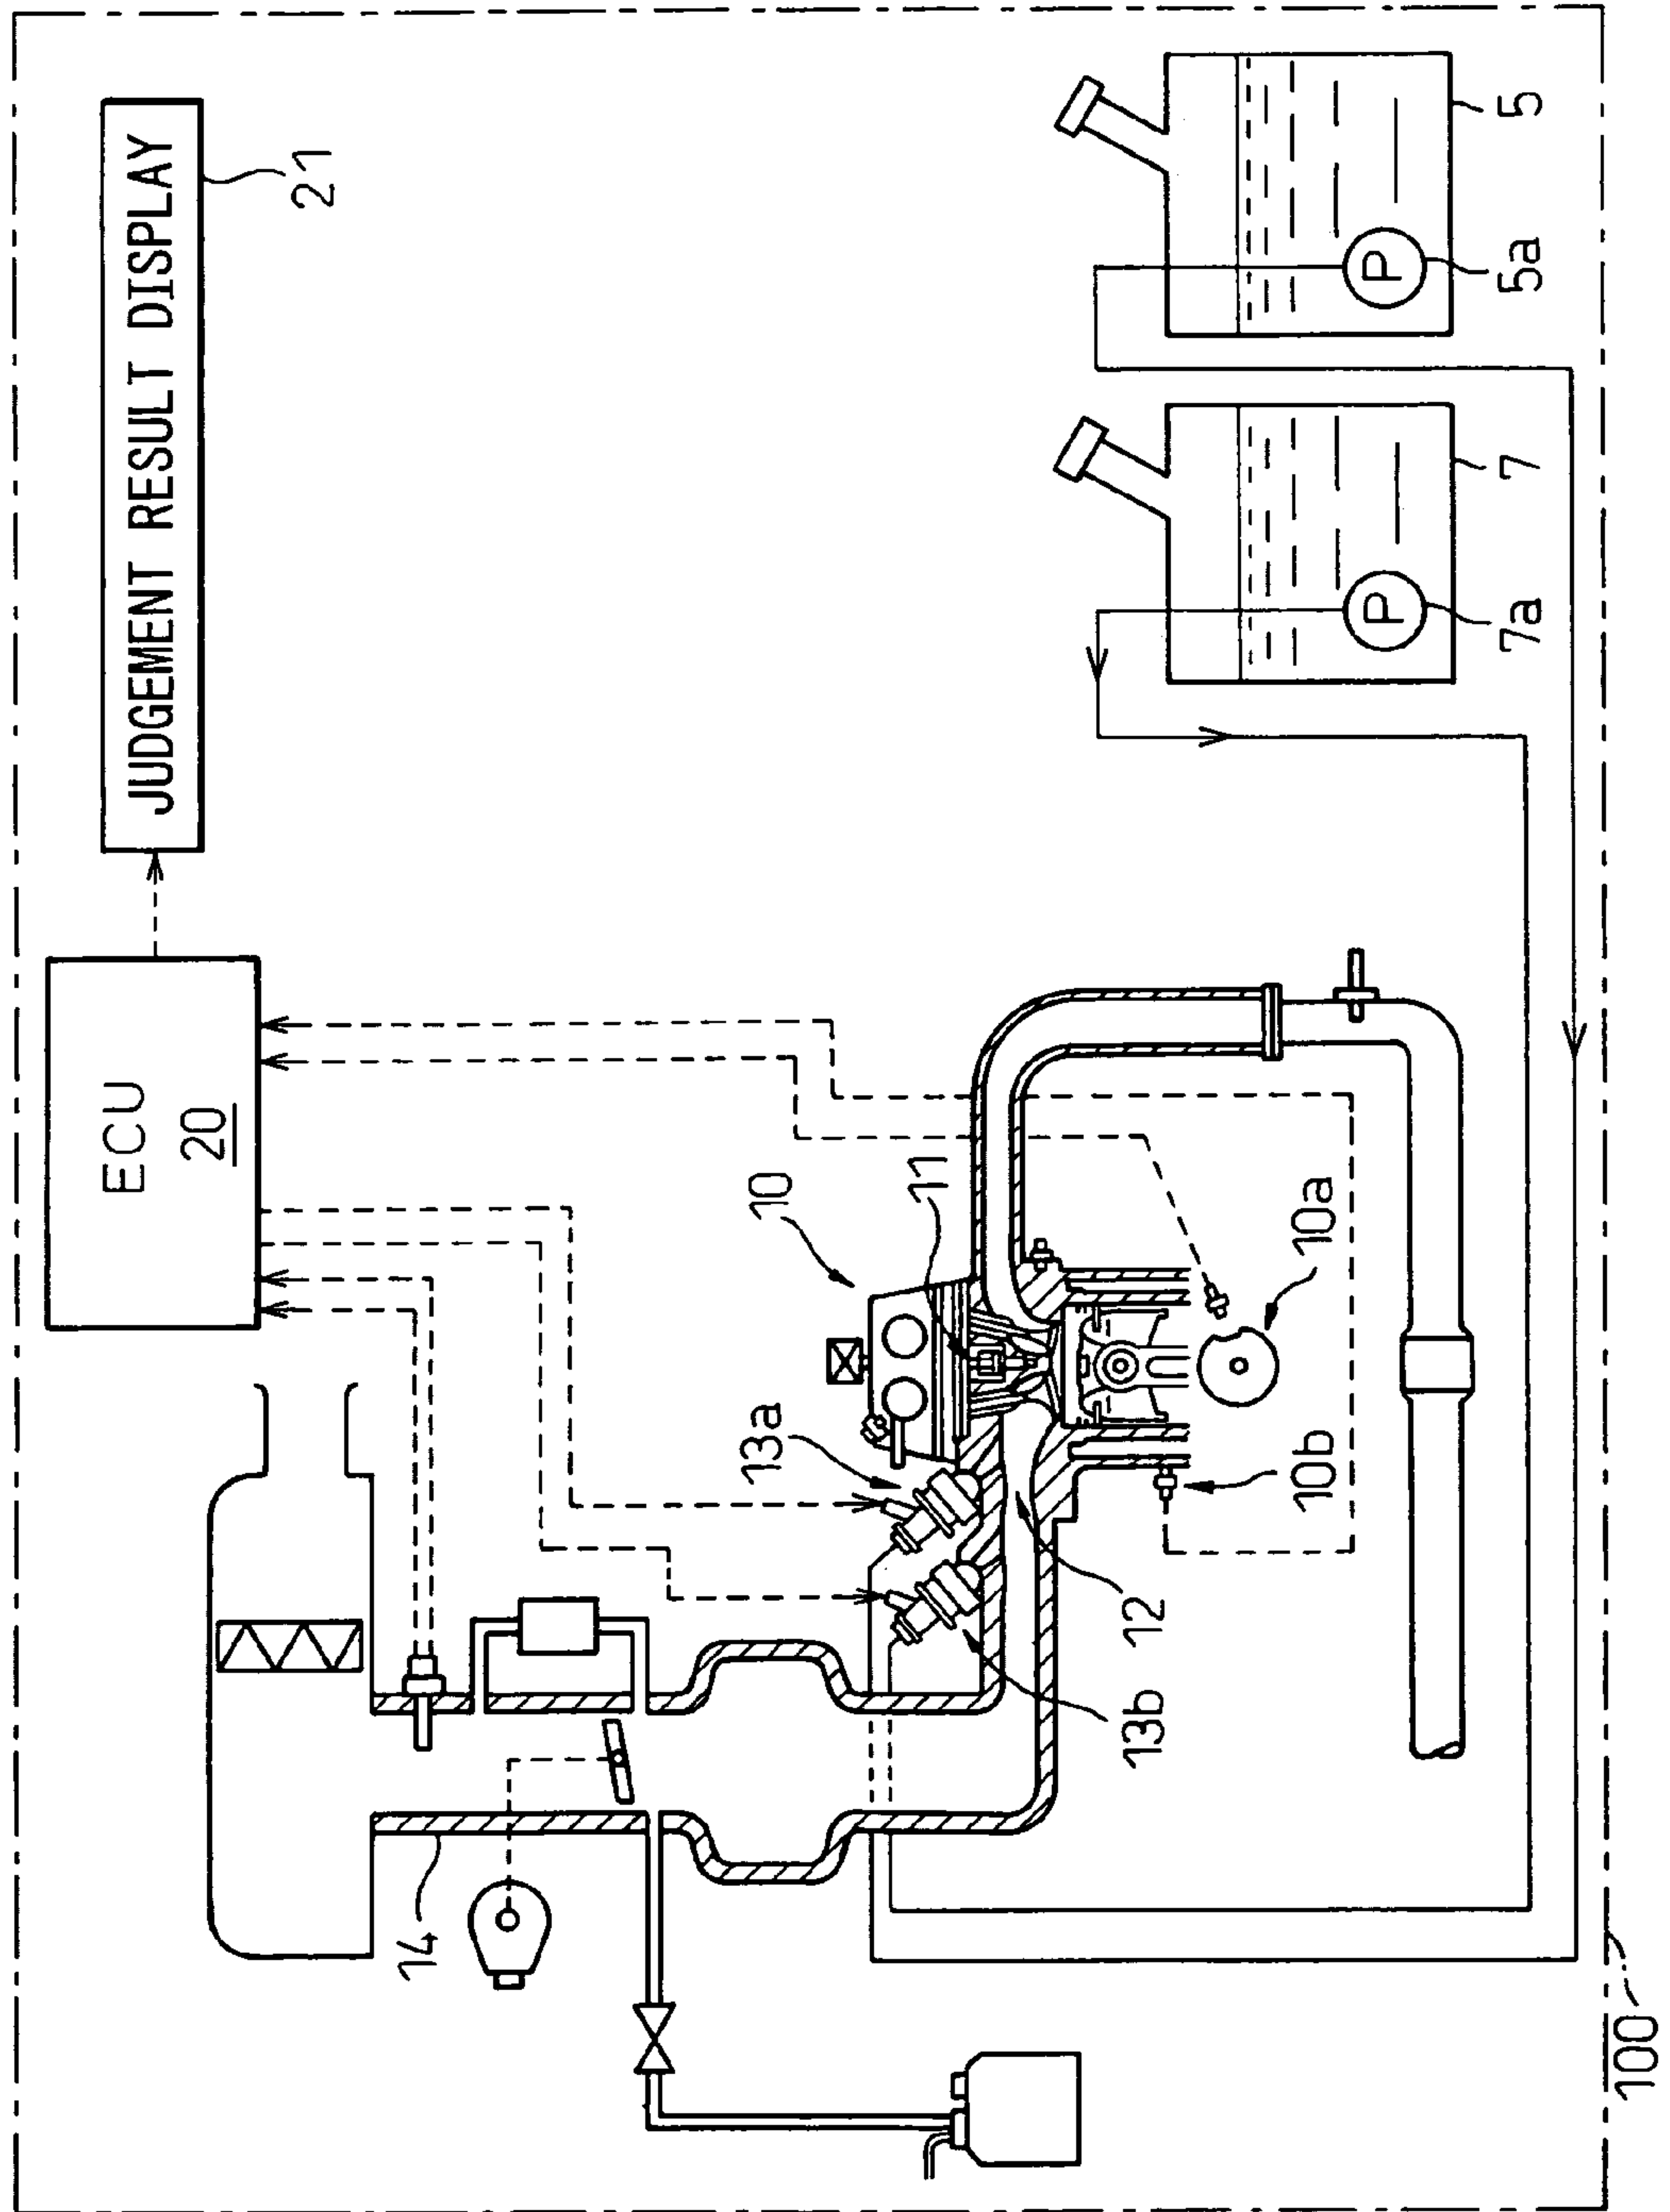 JUDGEMENT RESULT DISPLAY
21
ECU
20
10
11
13a
14
12
13b
10a
10b
P
P
7a
7
5a
5
100